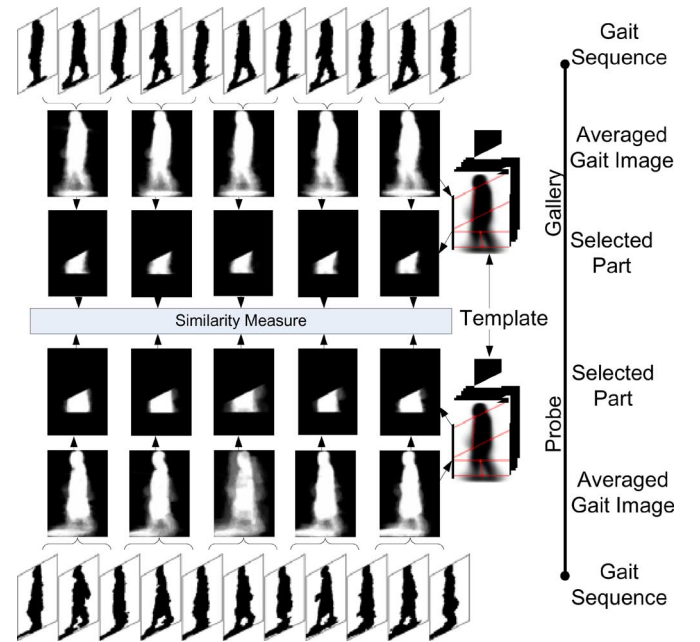 Gait
Sequence
Averaged
Gait Image
Gallery
Selected
Part
Similarity Measure
Template
Selected
Part
Probe
Averaged
Gait Image
Gait
Sequence